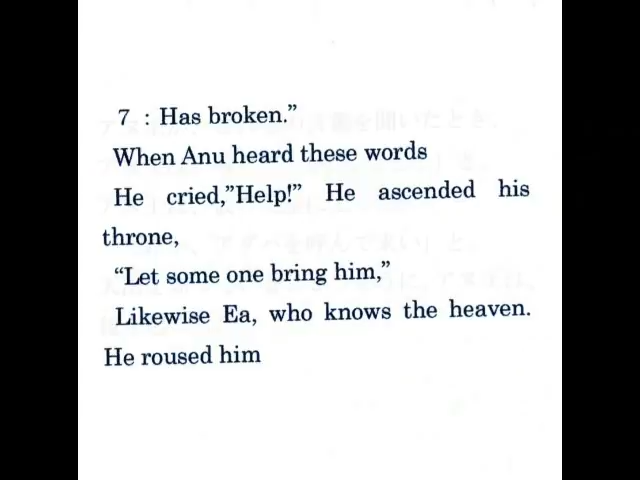 7 : Has broken.”
When Anu heard these words
He cried,”Help!” He ascended his
throne,
“Let some one bring him,”
Likewise Ea, who knows the heaven.
He roused him